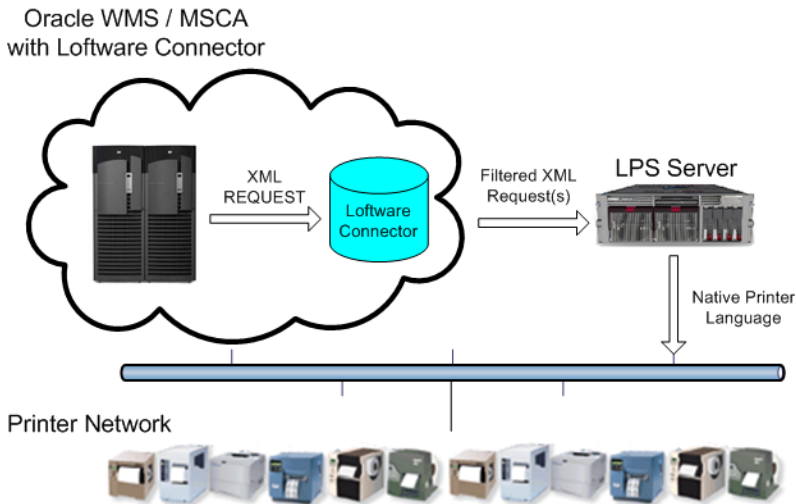 Oracle WMS / MSCA
with Loftware Connector
XML
REQUEST
Loftware
Connector
Filtered XML
Request(s)
LPS Server
Native Printer
Language
Printer Network